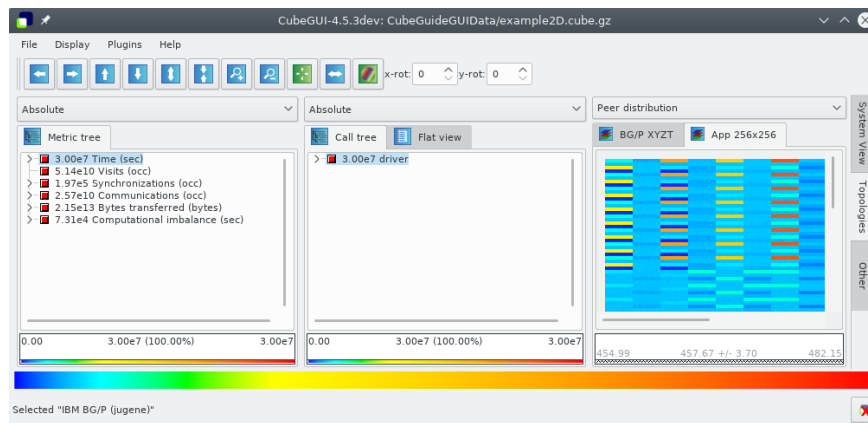 CubeGUI-4.5.3dev: CubeGuideGUIData/example2D.cube.gz
File Display Plugins Help
x-rot: 0 y-rot: 0
Absolute
Metric tree
3.00e7 Time (sec)
5.14e10 Visits (occ)
1.97e5 Synchronizations (occ)
2.57e10 Communications (occ)
2.15e13 Bytes transferred (bytes)
7.31e4 Computational imbalance (sec)
0.00 3.00e7 (100.00%) 3.00e7
Absolute
Call tree Flat view
3.00e7 driver
0.00 3.00e7 (100.00%) 3.00e7
Peer distribution
BG/P XYZT App 256x256
454.99 457.67 +/- 3.70 482.15
System View
Topologies
Other
Selected "IBM BG/P (jugene)"